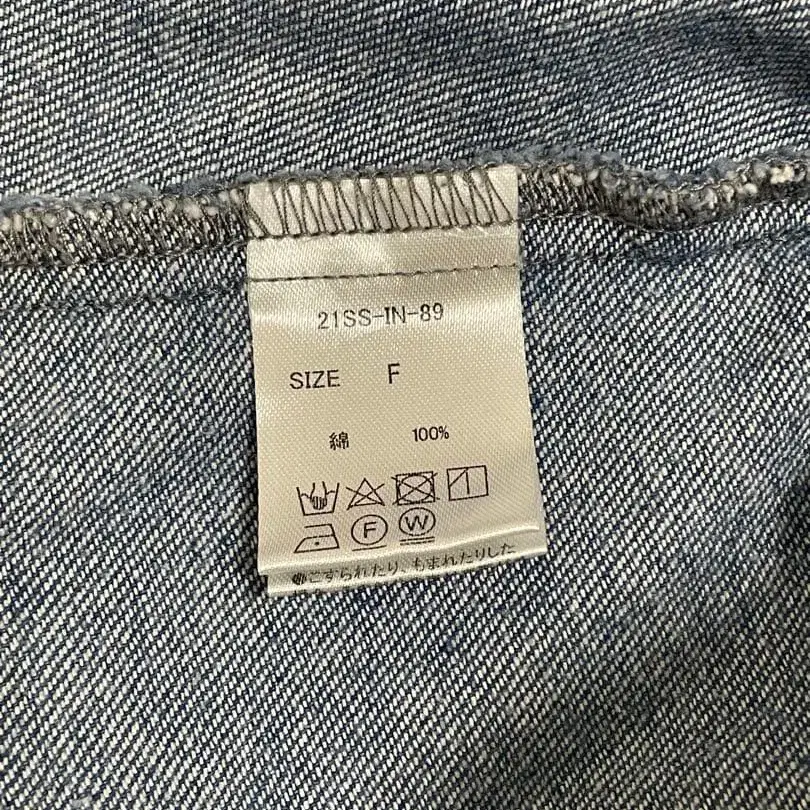 21SS-IN-89
SIZE F
綿 100%
F W
●こすられたり、もまれたりした